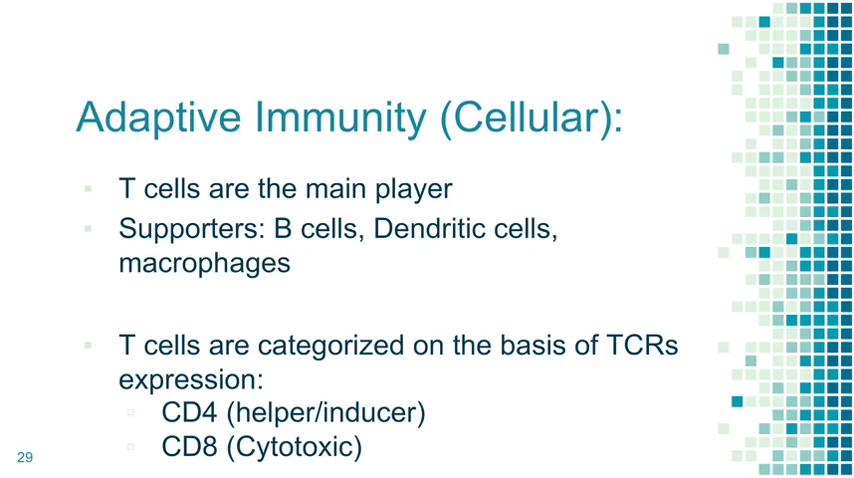 Adaptive Immunity (Cellular):
▪ T cells are the main player
▪ Supporters: B cells, Dendritic cells,
macrophages
▪ T cells are categorized on the basis of TCRs
expression:
▫ CD4 (helper/inducer)
▫ CD8 (Cytotoxic)
29